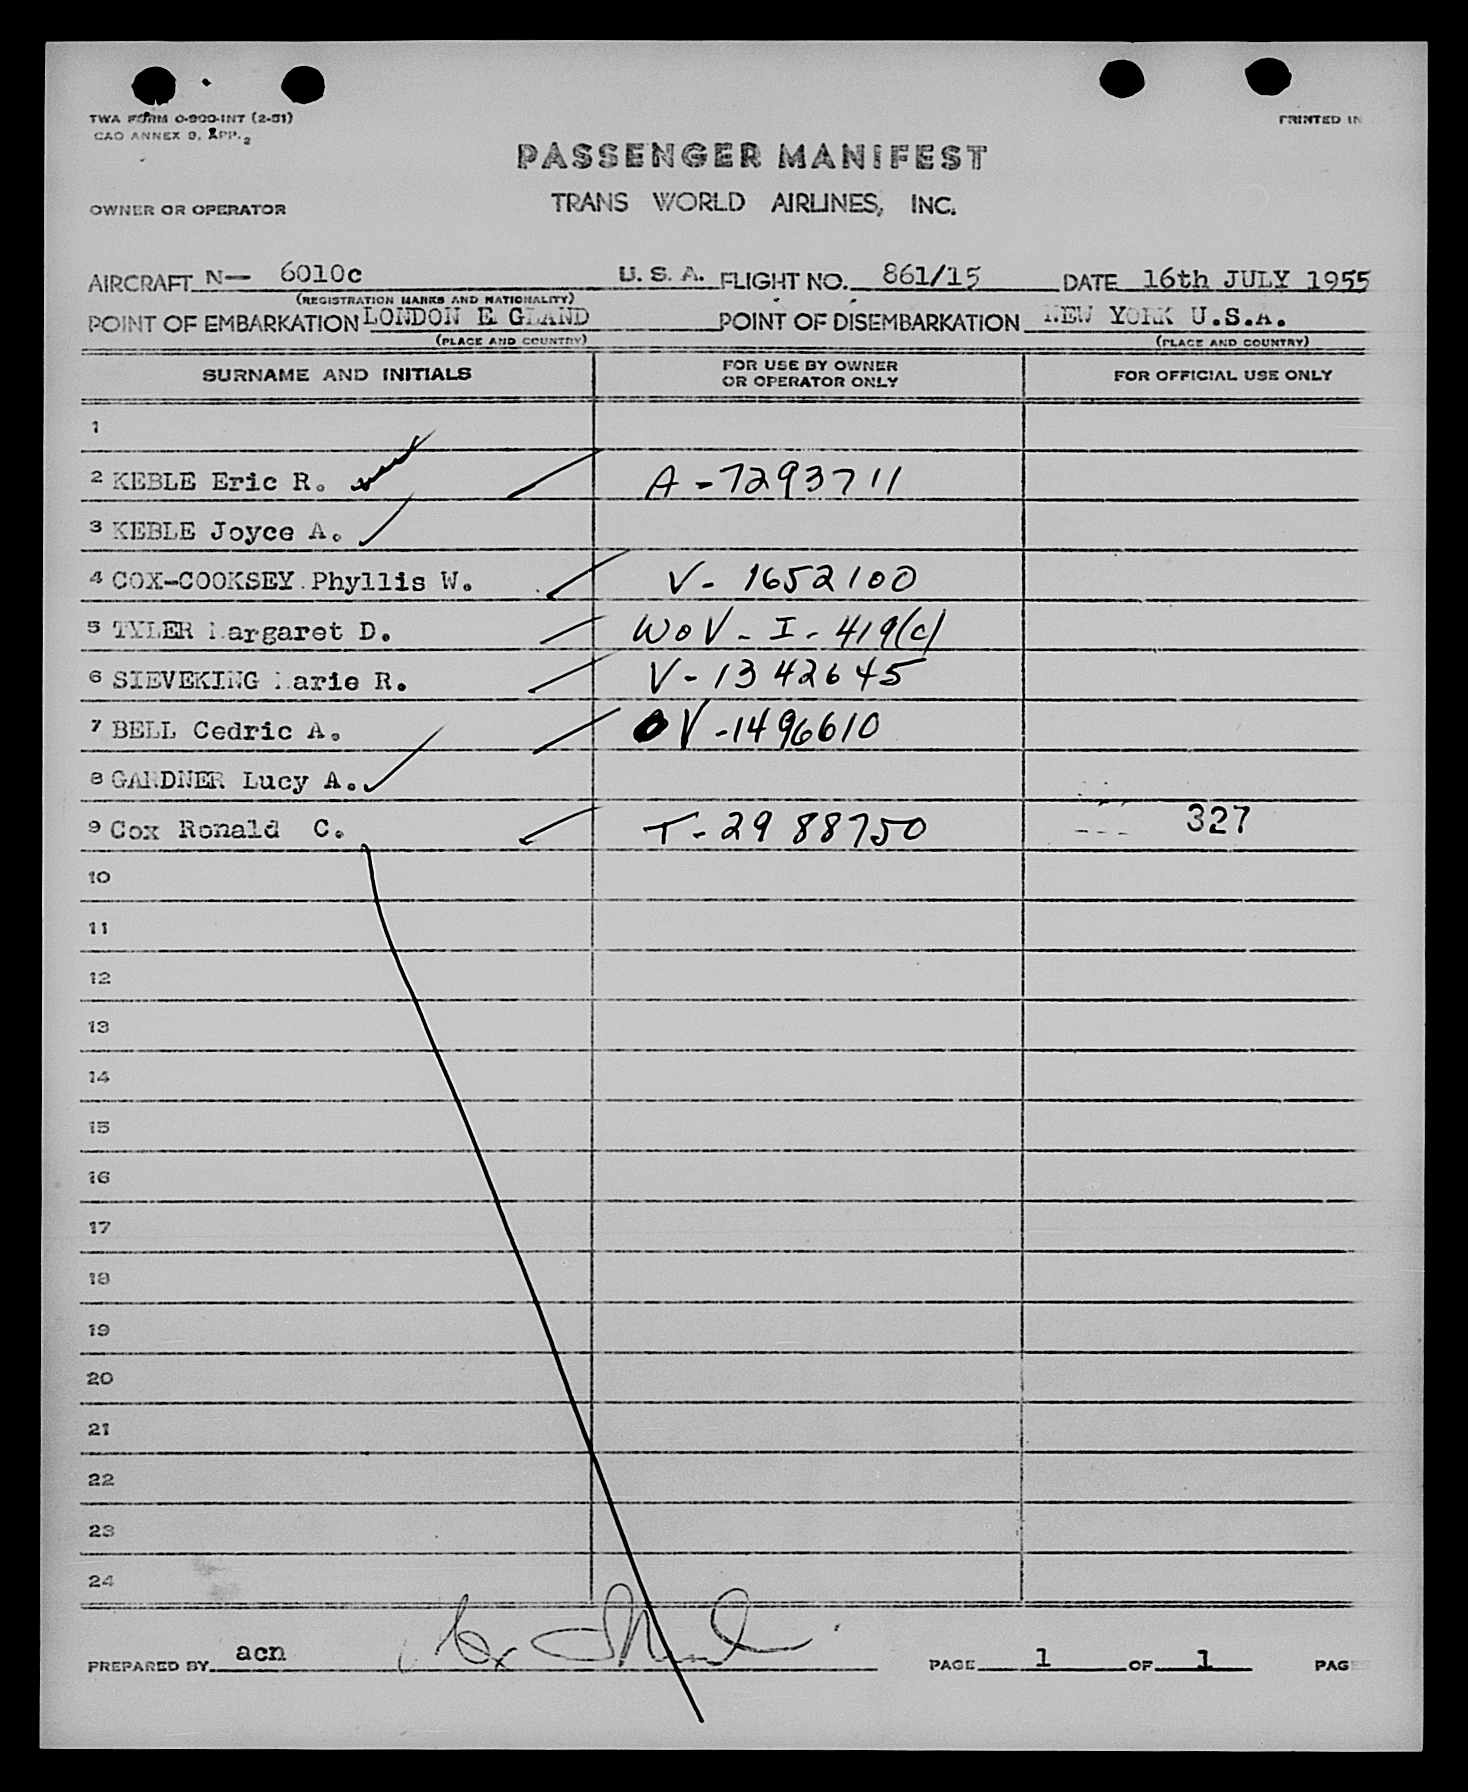 TWA FORM O-900-INT (2-51)
CAO ANNEX 9, APP. 2
PRINTED IN
PASSENGER MANIFEST
TRANS WORLD AIRLINES, INC.
OWNER OR OPERATOR
AIRCRAFT N— 6010c U. S. A. FLIGHT NO. 861/15 DATE 16th JULY 1955
(REGISTRATION MARKS AND NATIONALITY)
POINT OF EMBARKATION LONDON E GLAND POINT OF DISEMBARKATION NEW YORK U.S.A.
(PLACE AND COUNTRY) (PLACE AND COUNTRY)
SURNAME AND INITIALS FOR USE BY OWNER OR OPERATOR ONLY FOR OFFICIAL USE ONLY
1
2 KEBLE Eric R. A-7293711
3 KEBLE Joyce A.
4 COX-COOKSEY.Phyllis W. V- 1652100
5 TYLER Margaret D. WOV-I-419(c)
6 SIEVEKING Marie R. V-1342645
7 BELL Cedric A. V-1496610
8 GARDNER Lucy A.
9 Cox Ronald C. T-2988750 327
10
11
12
13
14
15
16
17
18
19
20
21
22
23
24
PREPARED BY acn PAGE 1 OF 1 PAGES